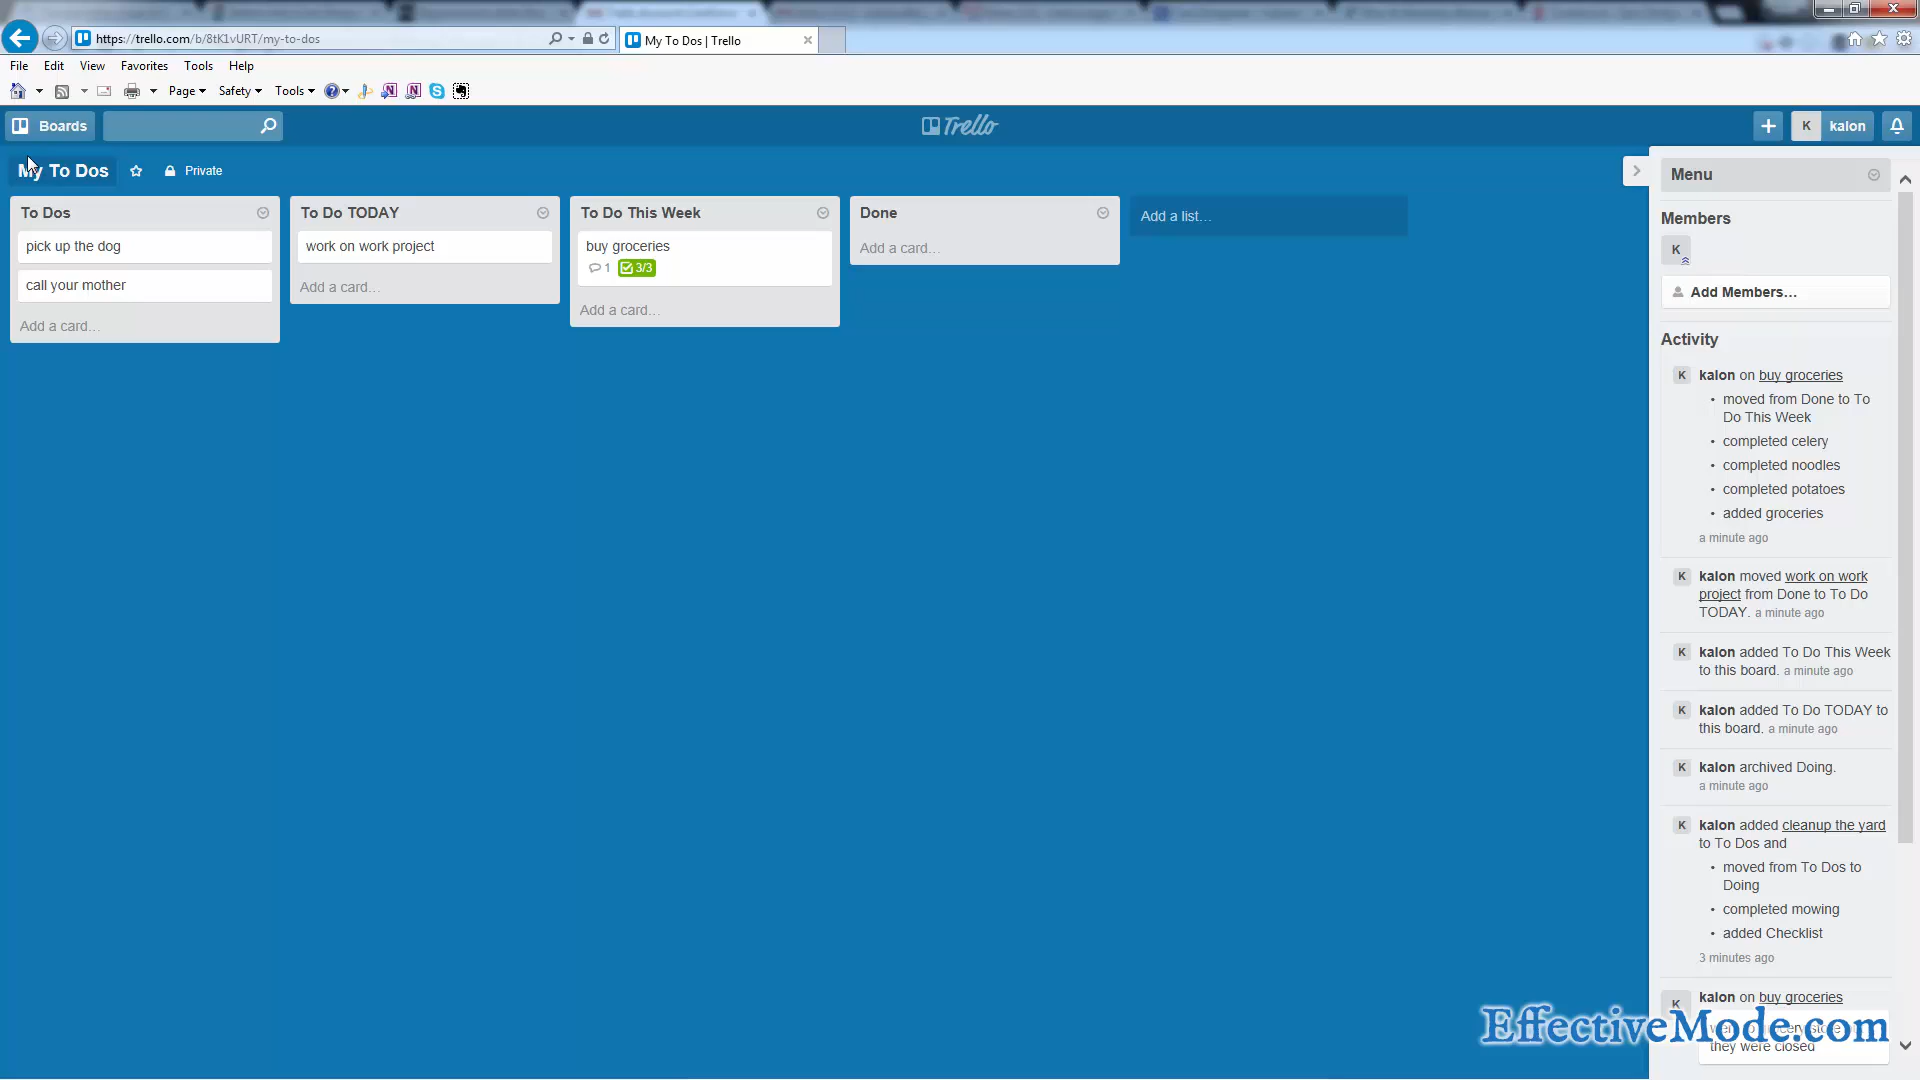 https://trello.com/b/8tK1vURT/my-to-dos
My To Dos | Trello
File Edit View Favorites Tools Help
Page Safety Tools
Boards
Trello
K kalon
My To Dos
Private
To Dos
pick up the dog
call your mother
Add a card...
To Do TODAY
work on work project
Add a card...
To Do This Week
buy groceries
1 3/3
Add a card...
Done
Add a card...
Add a list...
Menu
Members
K
Add Members...
Activity
K kalon on buy groceries
• moved from Done to To
Do This Week
• completed celery
• completed noodles
• completed potatoes
• added groceries
a minute ago
K kalon moved work on work
project from Done to To Do
TODAY. a minute ago
K kalon added To Do This Week
to this board. a minute ago
K kalon added To Do TODAY to
this board. a minute ago
K kalon archived Doing.
a minute ago
K kalon added cleanup the yard
to To Dos and
• moved from To Dos to
Doing
• completed mowing
• added Checklist
3 minutes ago
K kalon on buy groceries
they were closed
EffectiveMode.com